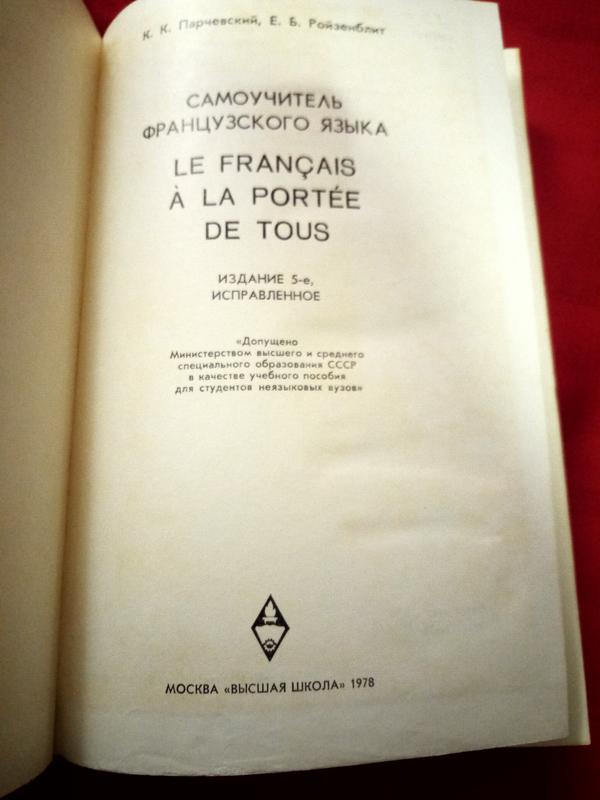 К. К. Парчевский, Е. Б. Ройзенблит
САМОУЧИТЕЛЬ
ФРАНЦУЗСКОГО ЯЗЫКА
LE FRANÇAIS
À LA PORTÉE
DE TOUS
ИЗДАНИЕ 5-е,
ИСПРАВЛЕННОЕ
«Допущено
Министерством высшего и среднего
специального образования СССР
в качестве учебного пособия
для студентов неязыковых вузов»
МОСКВА «ВЫСШАЯ ШКОЛА» 1978